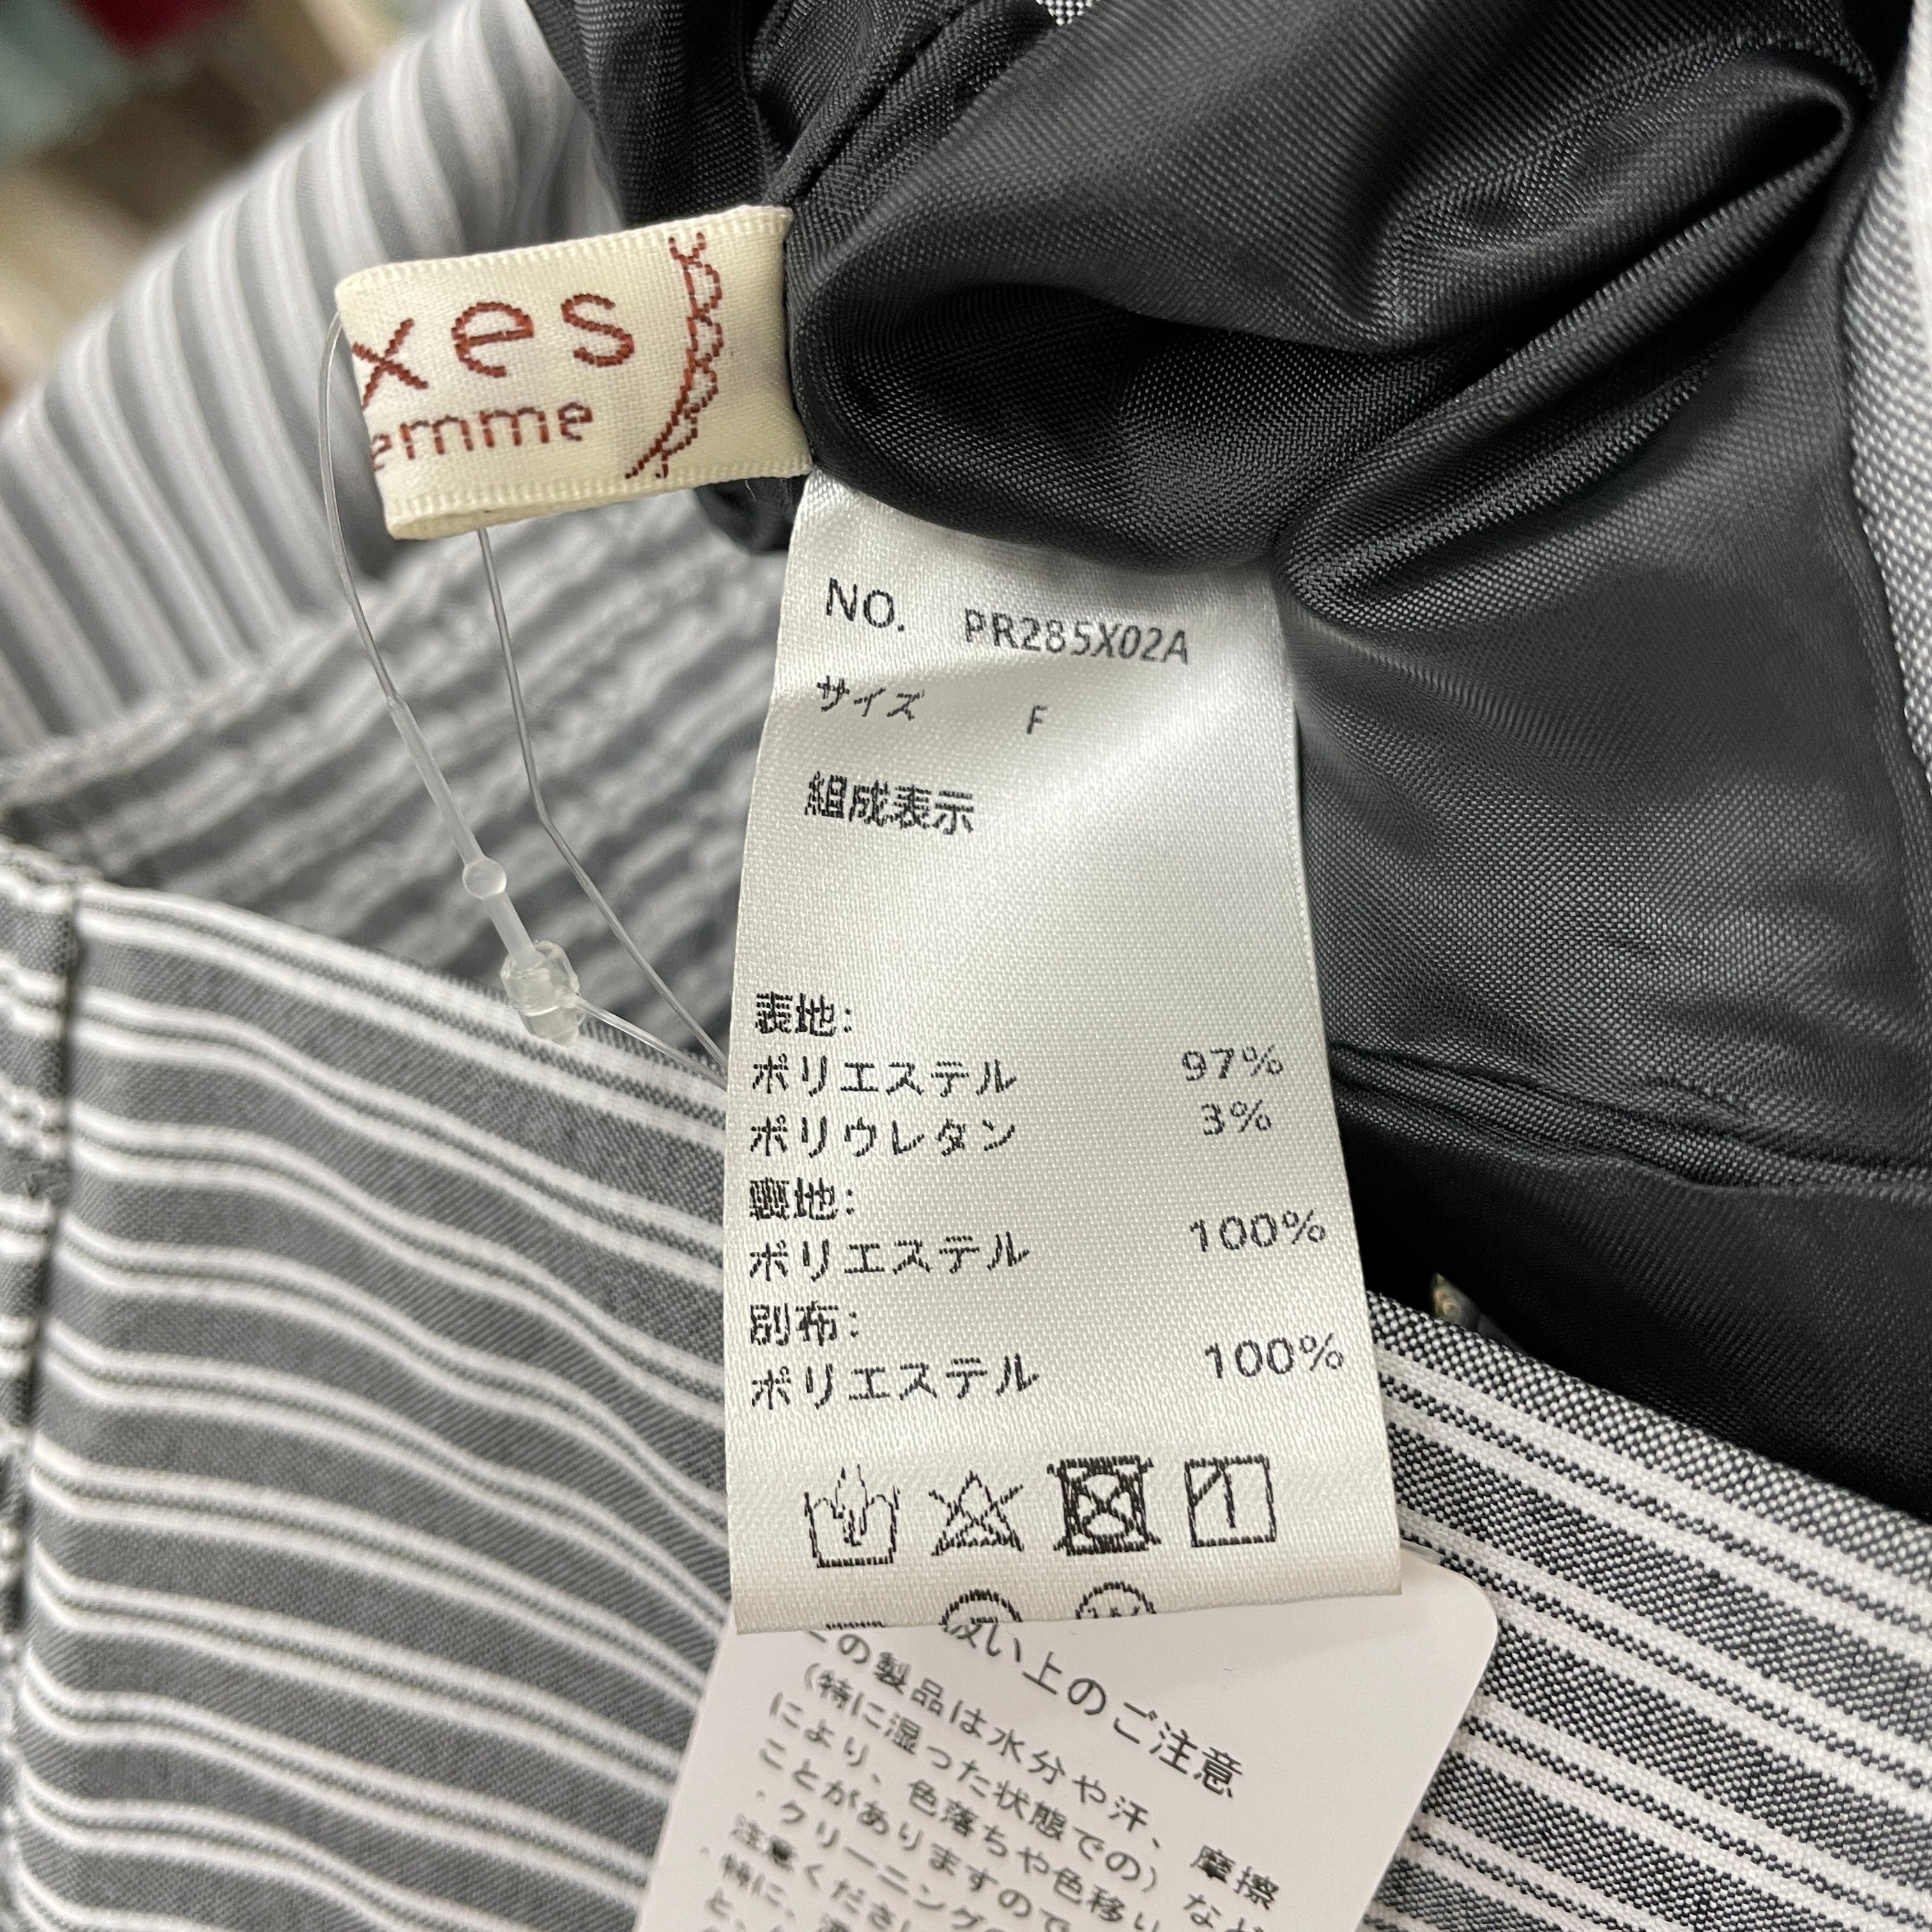 xes
emme
NO. PR285X02A
サイズ F
組成表示
表地:
ポリエステル 97%
ポリウレタン 3%
裏地:
ポリエステル 100%
別布:
ポリエステル 100%
扱い上のご注意
の製品は水分や汗、摩擦
(特に湿った状態での)など
により、色落ちや色移り
ことがありますので
・クリーニング
注意くださ
・特に、